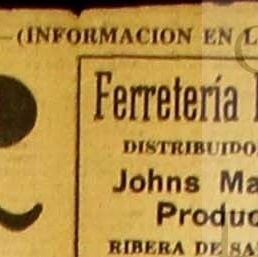 —(INFORMACION EN L
Ferretería
DISTRIBUIDO
Johns Ma
Produc
RIBERA DE SA